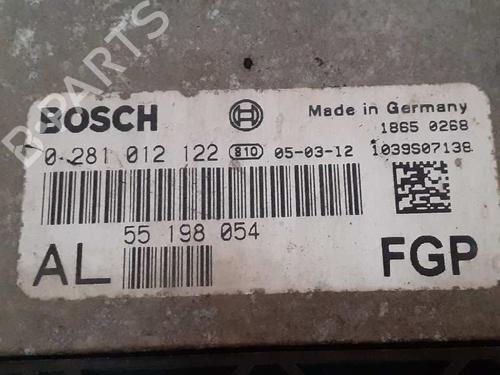 B-PARTS
BOSCH Made in Germany
1865 0268
0 281 012 122 810 05-03-12 1039S07138
55 198 054
AL FGP